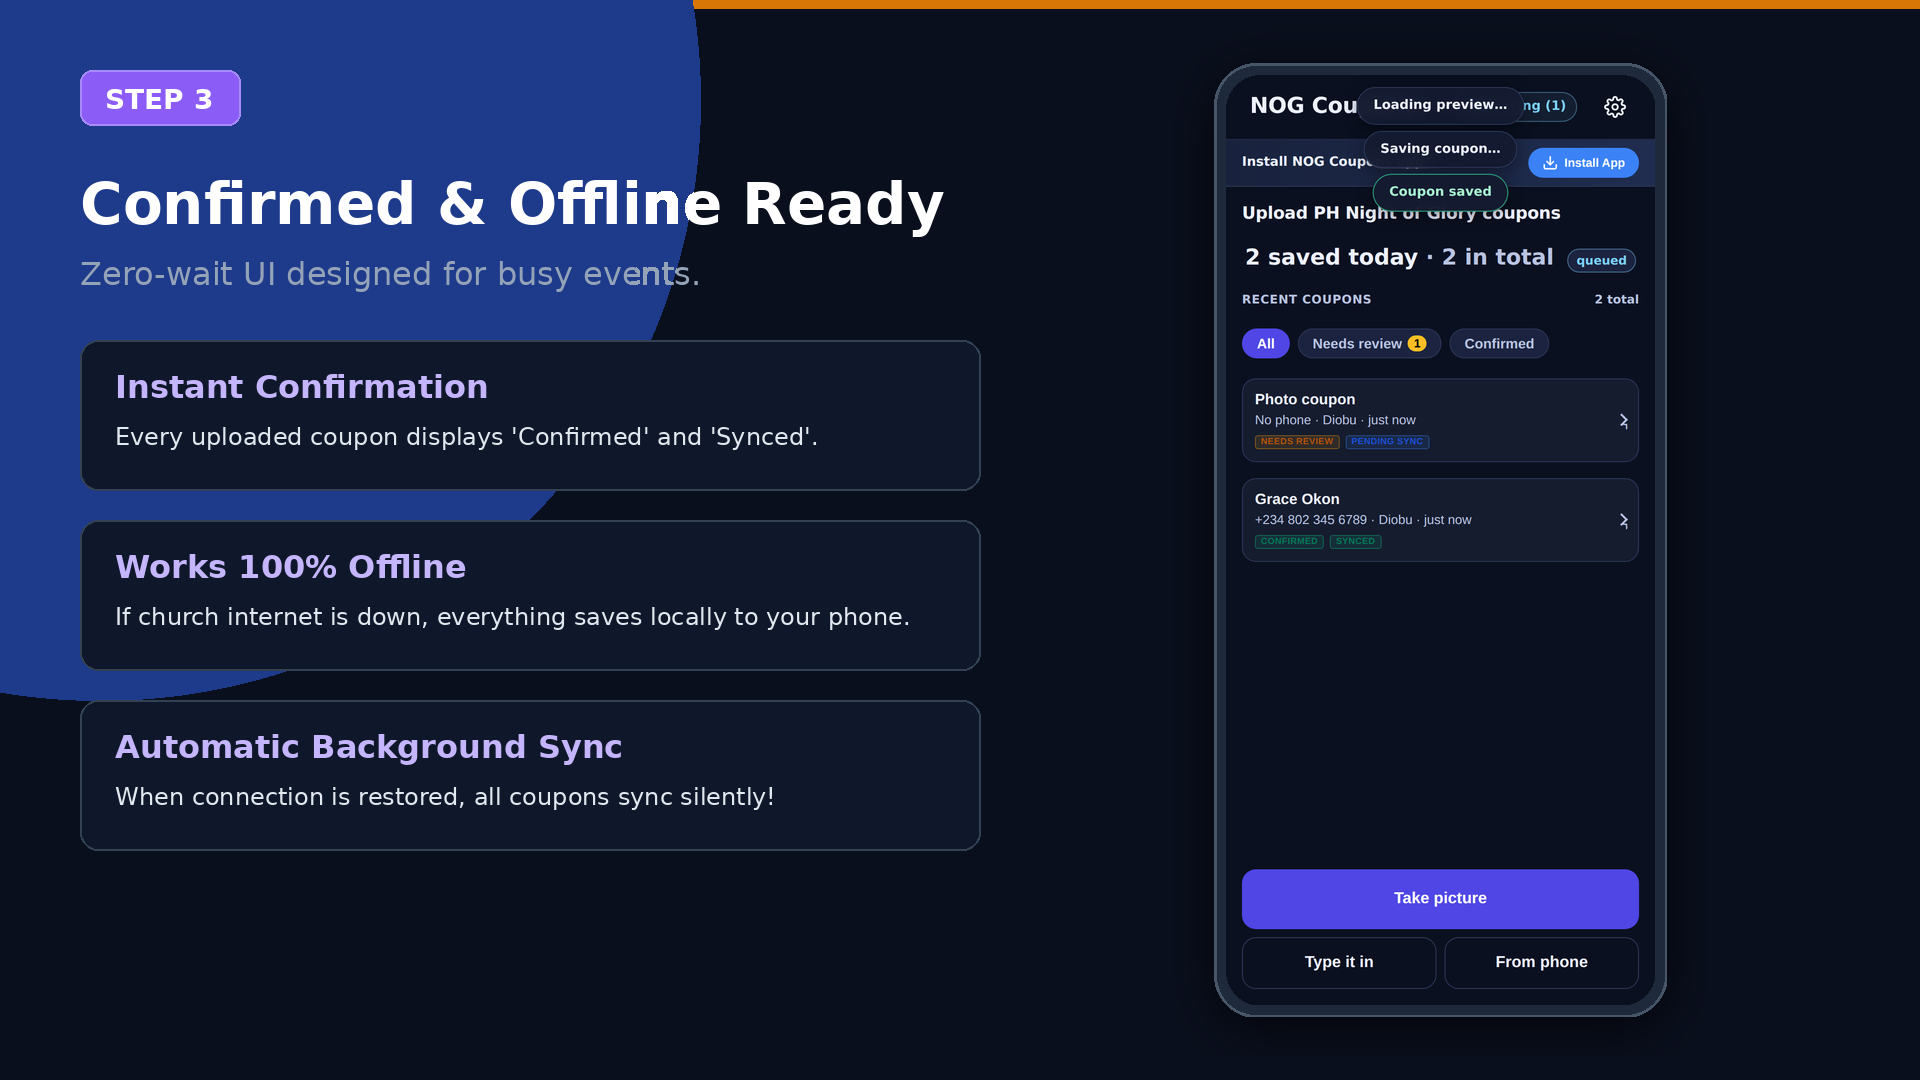 STEP 3
Confirmed & Offline Ready
Zero-wait UI designed for busy events.
Instant Confirmation
Every uploaded coupon displays 'Confirmed' and 'Synced'.
Works 100% Offline
If church internet is down, everything saves locally to your phone.
Automatic Background Sync
When connection is restored, all coupons sync silently!
NOG Cou
Loading preview...
ng (1)
Saving coupon...
Install NOG Coupo
Install App
Coupon saved
Upload PH Night of Glory coupons
2 saved today · 2 in total
queued
RECENT COUPONS
2 total
All
Needs review 1
Confirmed
Photo coupon
No phone · Diobu · just now
NEEDS REVIEW
PENDING SYNC
Grace Okon
+234 802 345 6789 · Diobu · just now
CONFIRMED
SYNCED
Take picture
Type it in
From phone